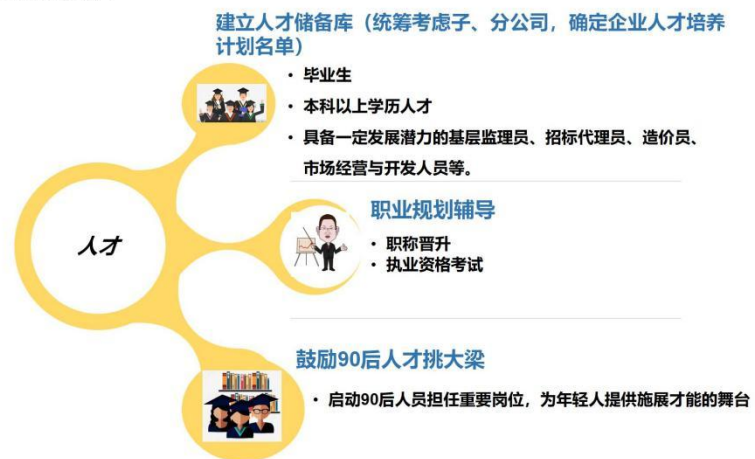 建立人才储备库（统筹考虑子、分公司，确定企业人才培养
计划名单）
• 毕业生
• 本科以上学历人才
• 具备一定发展潜力的基层监理员、招标代理员、造价员、
市场经营与开发人员等。
人才
职业规划辅导
• 职称晋升
• 执业资格考试
鼓励90后人才挑大梁
• 启动90后人员担任重要岗位，为年轻人提供施展才能的舞台